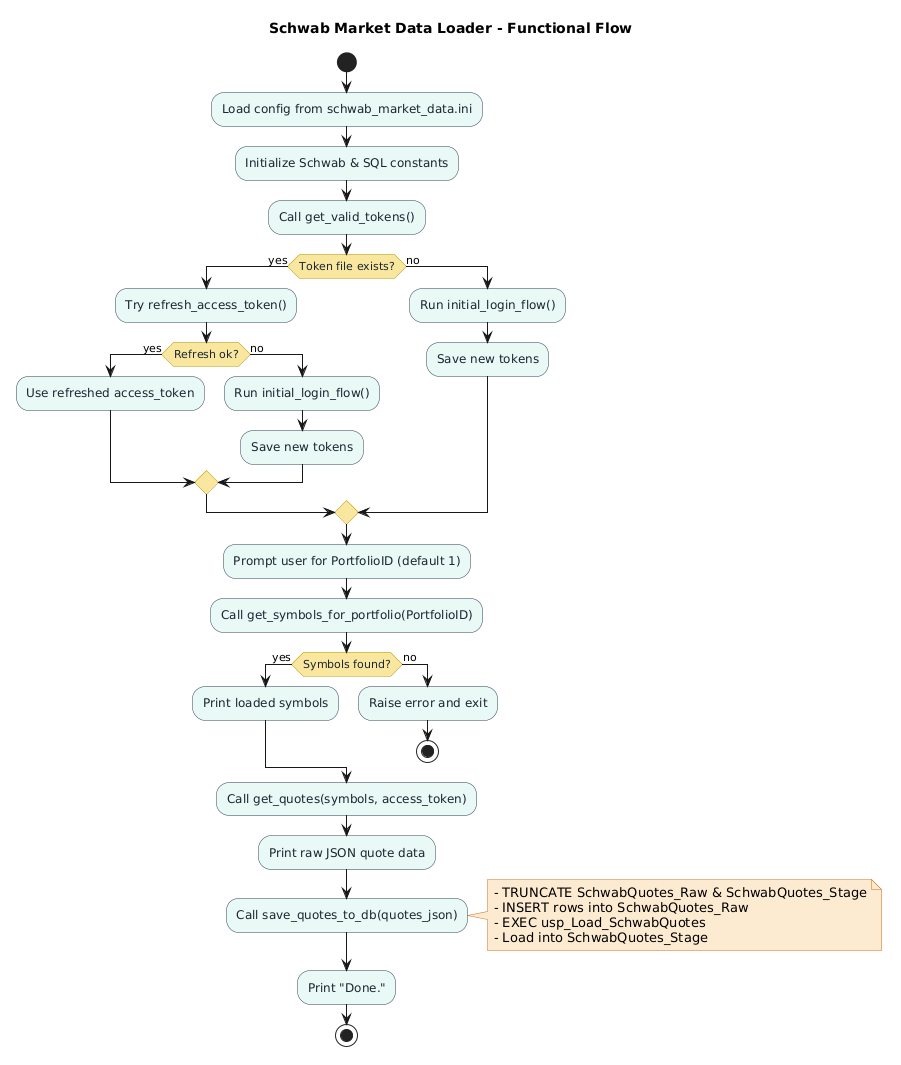 Schwab Market Data Loader - Functional Flow
Load config from schwab_market_data.ini
Initialize Schwab & SQL constants
Call get_valid_tokens()
yes
Token file exists?
no
Try refresh_access_token()
Run initial_login_flow()
yes
Refresh ok?
no
Save new tokens
Use refreshed access_token
Run initial_login_flow()
Save new tokens
Prompt user for PortfolioID (default 1)
Call get_symbols_for_portfolio(PortfolioID)
yes
Symbols found?
no
Print loaded symbols
Raise error and exit
Call get_quotes(symbols, access_token)
Print raw JSON quote data
Call save_quotes_to_db(quotes_json)
- TRUNCATE SchwabQuotes_Raw & SchwabQuotes_Stage
- INSERT rows into SchwabQuotes_Raw
- EXEC usp_Load_SchwabQuotes
- Load into SchwabQuotes_Stage
Print "Done."